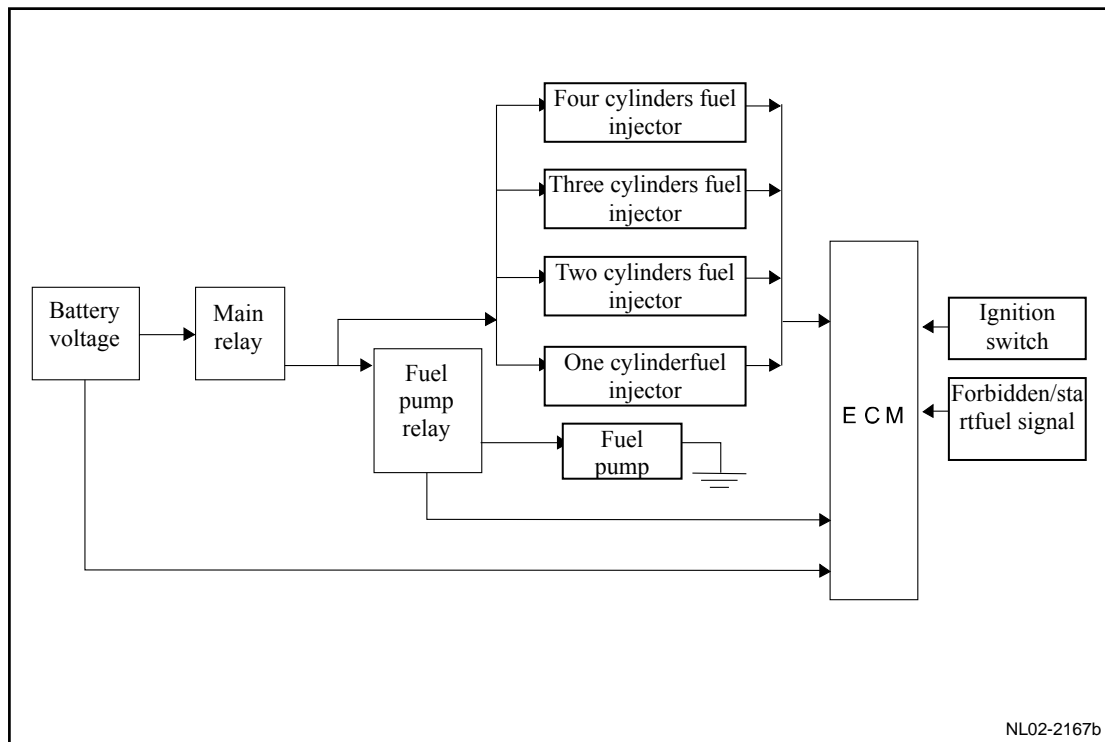 Four cylinders fuel
injector
Three cylinders fuel
injector
Two cylinders fuel
injector
One cylinderfuel
injector
Battery
voltage
Main
relay
Fuel
pump
relay
Fuel
pump
E C M
Ignition
switch
Forbidden/sta
rtfuel signal
NL02-2167b